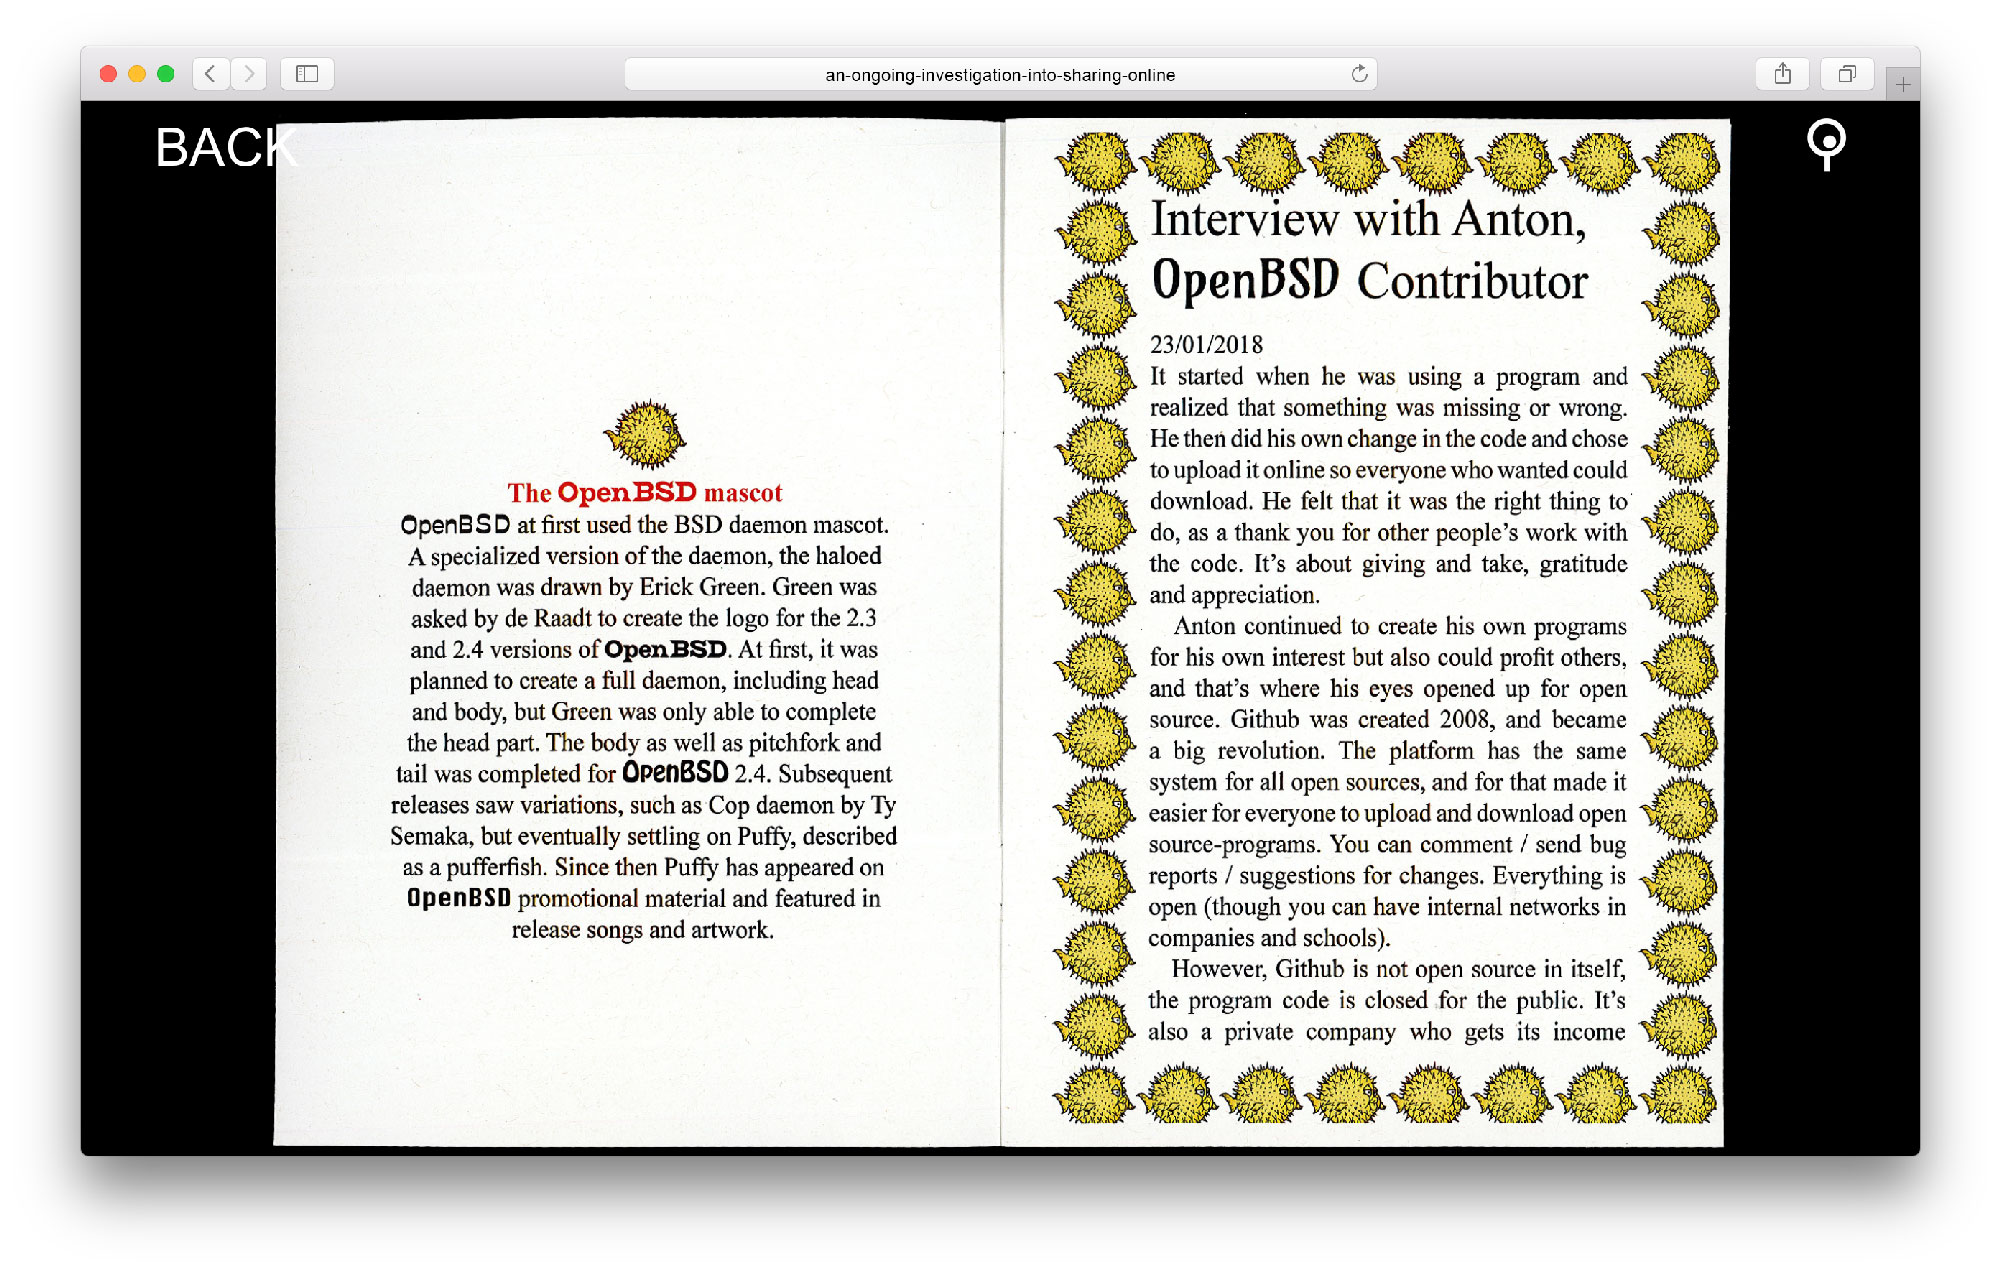 an-ongoing-investigation-into-sharing-online
BACK
The OpenBSD mascot
OpenBSD at first used the BSD daemon mascot.
A specialized version of the daemon, the haloed
daemon was drawn by Erick Green. Green was
asked by de Raadt to create the logo for the 2.3
and 2.4 versions of OpenBSD. At first, it was
planned to create a full daemon, including head
and body, but Green was only able to complete
the head part. The body as well as pitchfork and
tail was completed for OpenBSD 2.4. Subsequent
releases saw variations, such as Cop daemon by Ty
Semaka, but eventually settling on Puffy, described
as a pufferfish. Since then Puffy has appeared on
OpenBSD promotional material and featured in
release songs and artwork.
Interview with Anton,
OpenBSD Contributor
23/01/2018
It started when he was using a program and
realized that something was missing or wrong.
He then did his own change in the code and chose
to upload it online so everyone who wanted could
download. He felt that it was the right thing to
do, as a thank you for other people's work with
the code. It's about giving and take, gratitude
and appreciation.
Anton continued to create his own programs
for his own interest but also could profit others,
and that's where his eyes opened up for open
source. Github was created 2008, and became
a big revolution. The platform has the same
system for all open sources, and for that made it
easier for everyone to upload and download open
source-programs. You can comment / send bug
reports / suggestions for changes. Everything is
open (though you can have internal networks in
companies and schools).
However, Github is not open source in itself,
the program code is closed for the public. It's
also a private company who gets its income